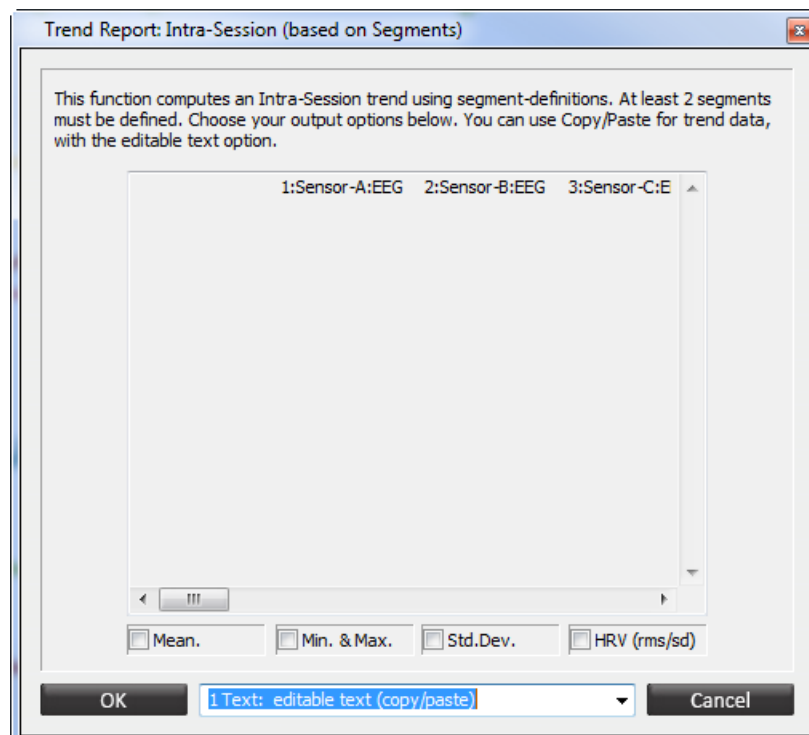 Trend Report: Intra-Session (based on Segments)
This function computes an Intra-Session trend using segment-definitions. At least 2 segments
must be defined. Choose your output options below. You can use Copy/Paste for trend data,
with the editable text option.
1:Sensor-A:EEG 2:Sensor-B:EEG 3:Sensor-C:E
Mean. Min. & Max. Std.Dev. HRV (rms/sd)
OK 1 Text: editable text (copy/paste) Cancel